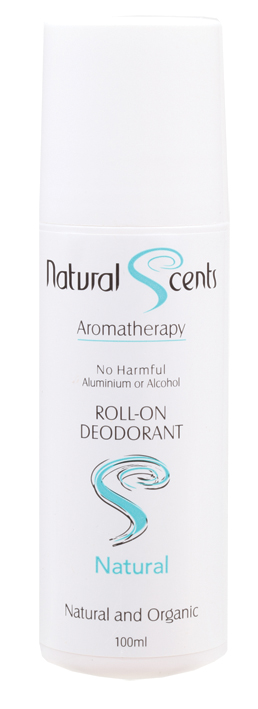 Natural Scents
Aromatherapy
No Harmful
Aluminium or Alcohol
ROLL-ON
DEODORANT
Natural
Natural and Organic
100ml